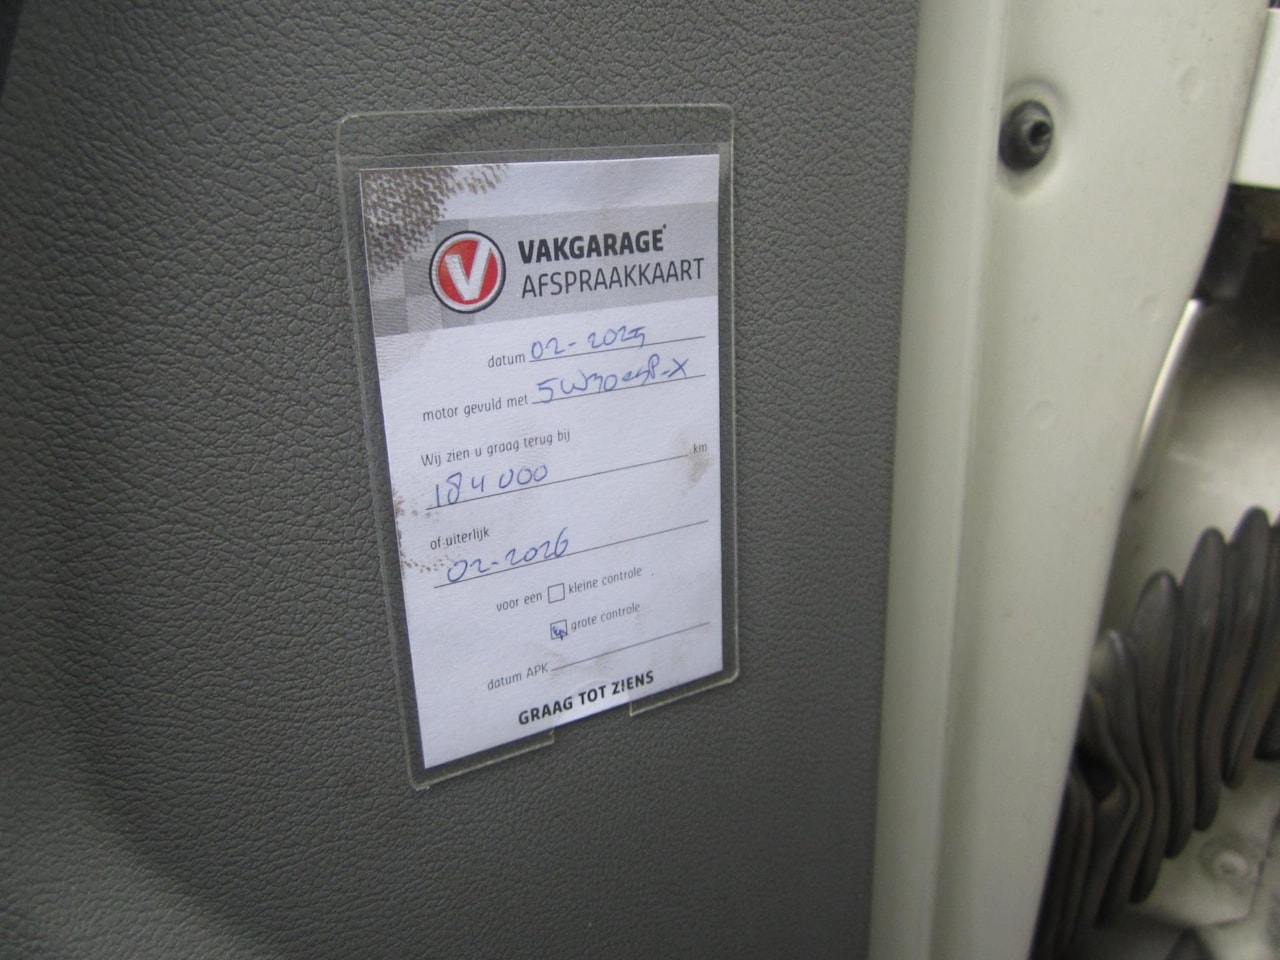 V
VAKGARAGE
AFSPRAAKKAART
datum 02-2025
motor gevuld met 5W30 esp-X
Wij zien u graag terug bij
184000 km
of uiterlijk
02-2026
voor een kleine controle
grote controle
datum APK
GRAAG TOT ZIENS